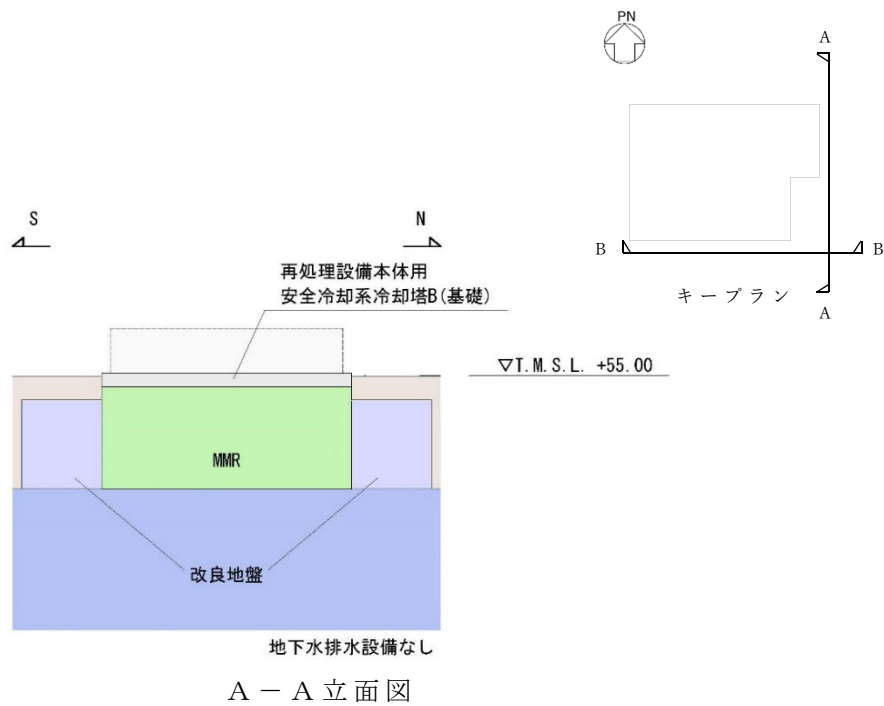 PN
A
B
B
キープラン
A
S
N
再処理設備本体用
安全冷却系冷却塔B(基礎)
▽T.M.S.L. +55.00
MMR
改良地盤
地下水排水設備なし
A-A立面図